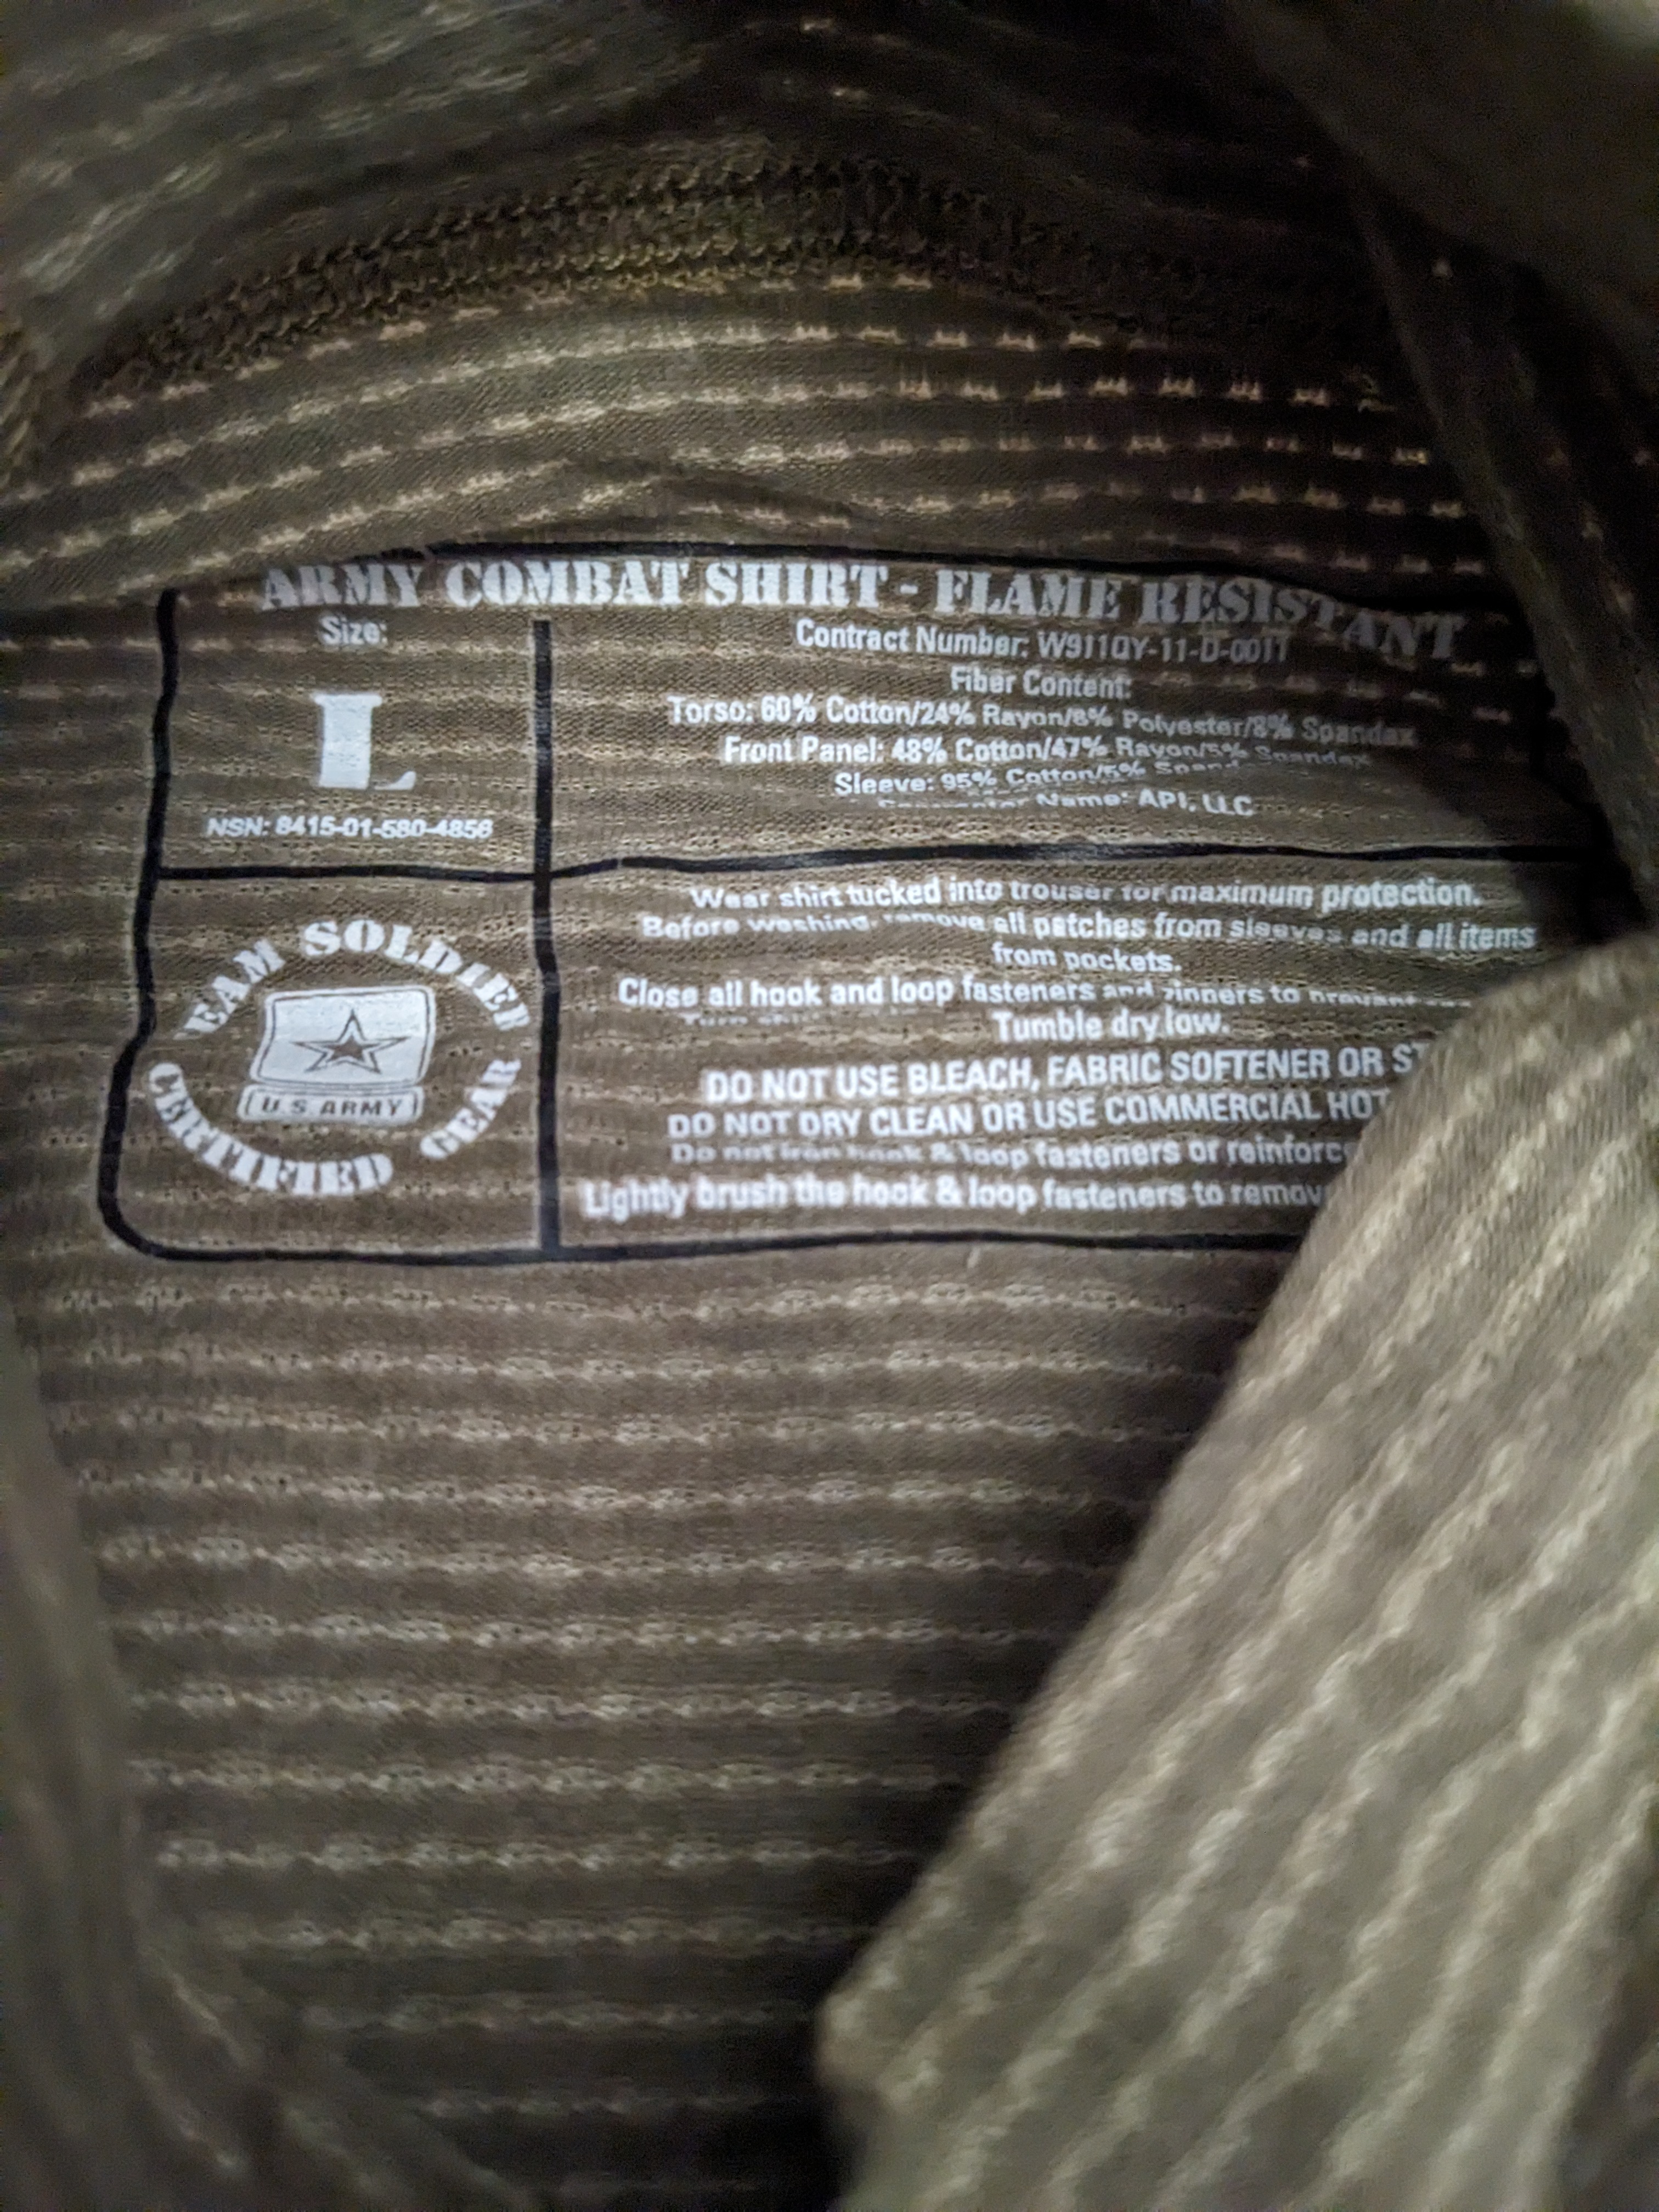 ARMY COMBAT SHIRT - FLAME RESISTANT
Size:
L
NSN: 8415-01-580-4856
Contract Number: W911QY-11-D-0011
Fiber Content:
Torso: 60% Cotton/24% Rayon/8% Polyester/8% Spandex
Front Panel: 48% Cotton/47% Rayon/5% Spandex
Sleeve: 95% Cotton/5%
Name: API, LLC
TEAM SOLDIER
U.S. ARMY
CERTIFIED GEAR
Wear shirt tucked into trouser for maximum protection.
Before washing, remove all patches from sleeves and all items
from pockets.
Close all hook and loop fasteners and zippers to
Tumble dry low.
DO NOT USE BLEACH, FABRIC SOFTENER OR
DO NOT DRY CLEAN OR USE COMMERCIAL HOT
Do not iron hook & loop fasteners or
Lightly brush the hook & loop fasteners to